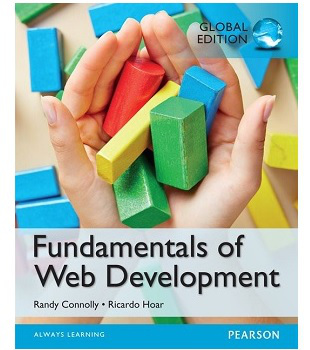 GLOBAL
EDITION
Fundamentals of
Web Development
Randy Connolly • Ricardo Hoar
ALWAYS LEARNING
PEARSON